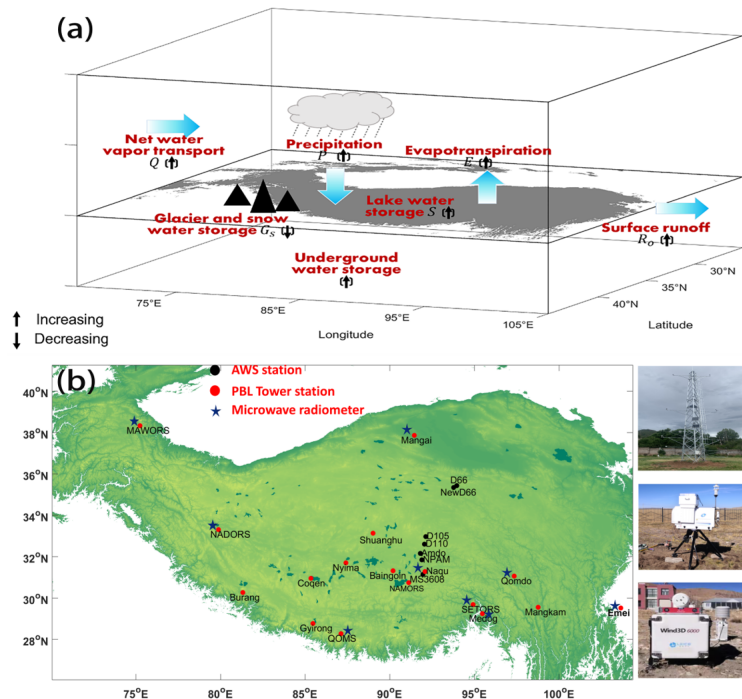 (a)
Net water
vapor transport
Q (↑)
Precipitation
P (↑)
Evapotranspiration
E (↑)
Lake water
storage S (↑)
Glacier and snow
water storage Gs (↓)
Surface runoff
Ro (↑)
Underground
water storage
(↑)
30°N
35°N
40°N
75°E
85°E
95°E
105°E
Longitude
Latitude
↑ Increasing
↓ Decreasing
(b)
AWS station
PBL Tower station
Microwave radiometer
40°N
38°N
36°N
34°N
32°N
30°N
28°N
MAWORS
Mangai
D66
NewD66
NADORS
Shuanghu
D105
D110
Amdo
NPAM
Nyima
Baingoln
Naqu
MS3608
NAMORS
Coqen
Qomdo
Burang
SETORS
Medog
Mangkam
Emei
Gyirong
QOMS
75°E
80°E
85°E
90°E
95°E
100°E
Wind3D 6000